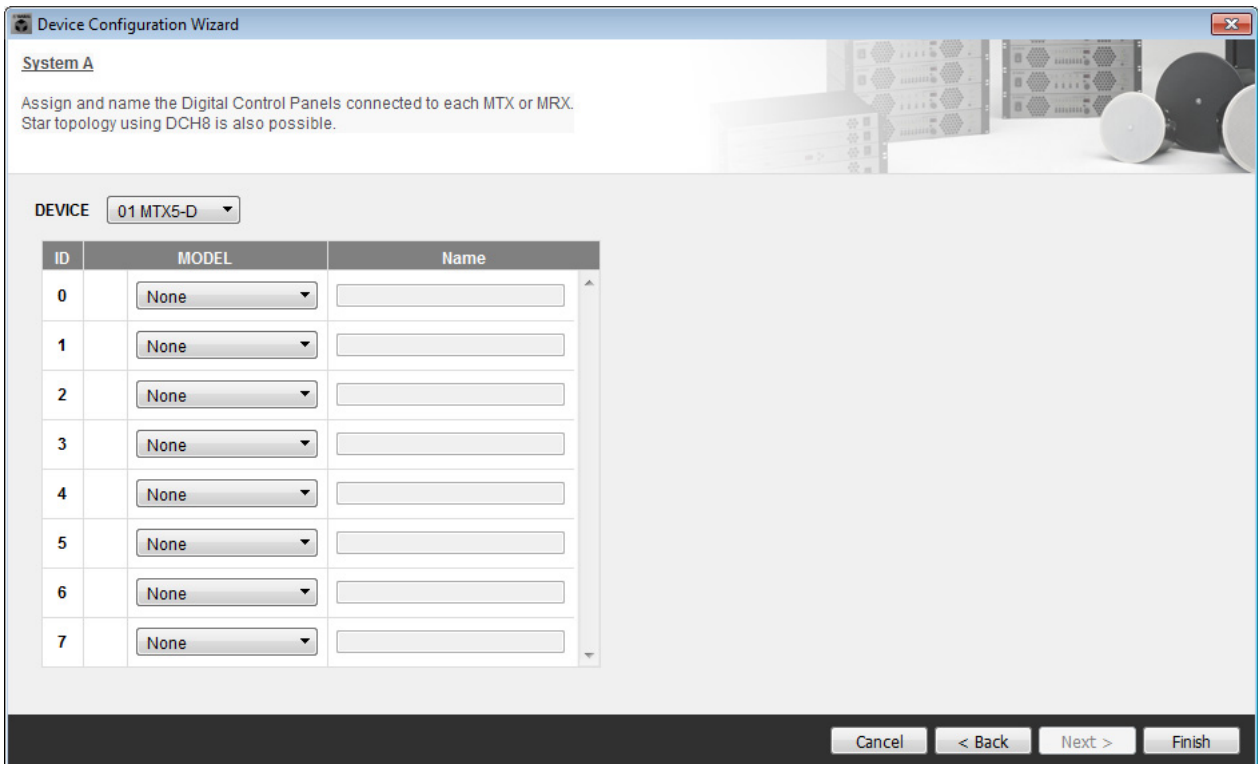 Device Configuration Wizard
System A
Assign and name the Digital Control Panels connected to each MTX or MRX.
Star topology using DCH8 is also possible.
DEVICE 01 MTX5-D
ID MODEL Name
0 None
1 None
2 None
3 None
4 None
5 None
6 None
7 None
Cancel < Back Next > Finish